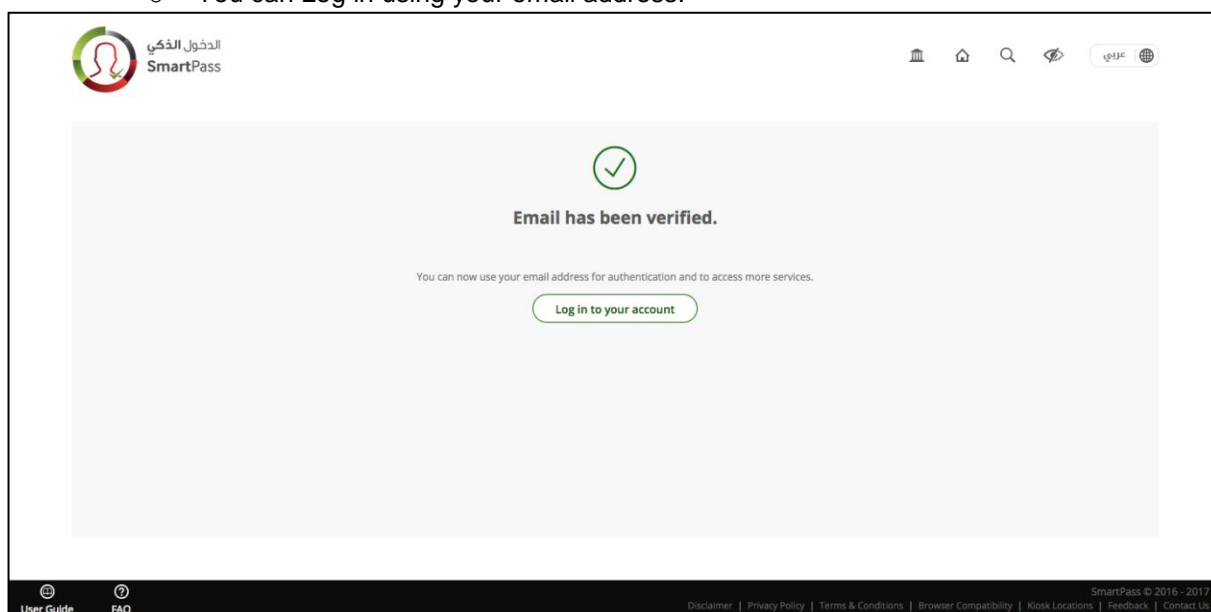 ○ You can Log in using your email address.
الدخول الذكي
SmartPass
عربي
Email has been verified.
You can now use your email address for authentication and to access more services.
Log in to your account
SmartPass © 2016 - 2017
User Guide FAQ
Disclaimer | Privacy Policy | Terms & Conditions | Browser Compatibility | Kiosk Locations | Feedback | Contact Us